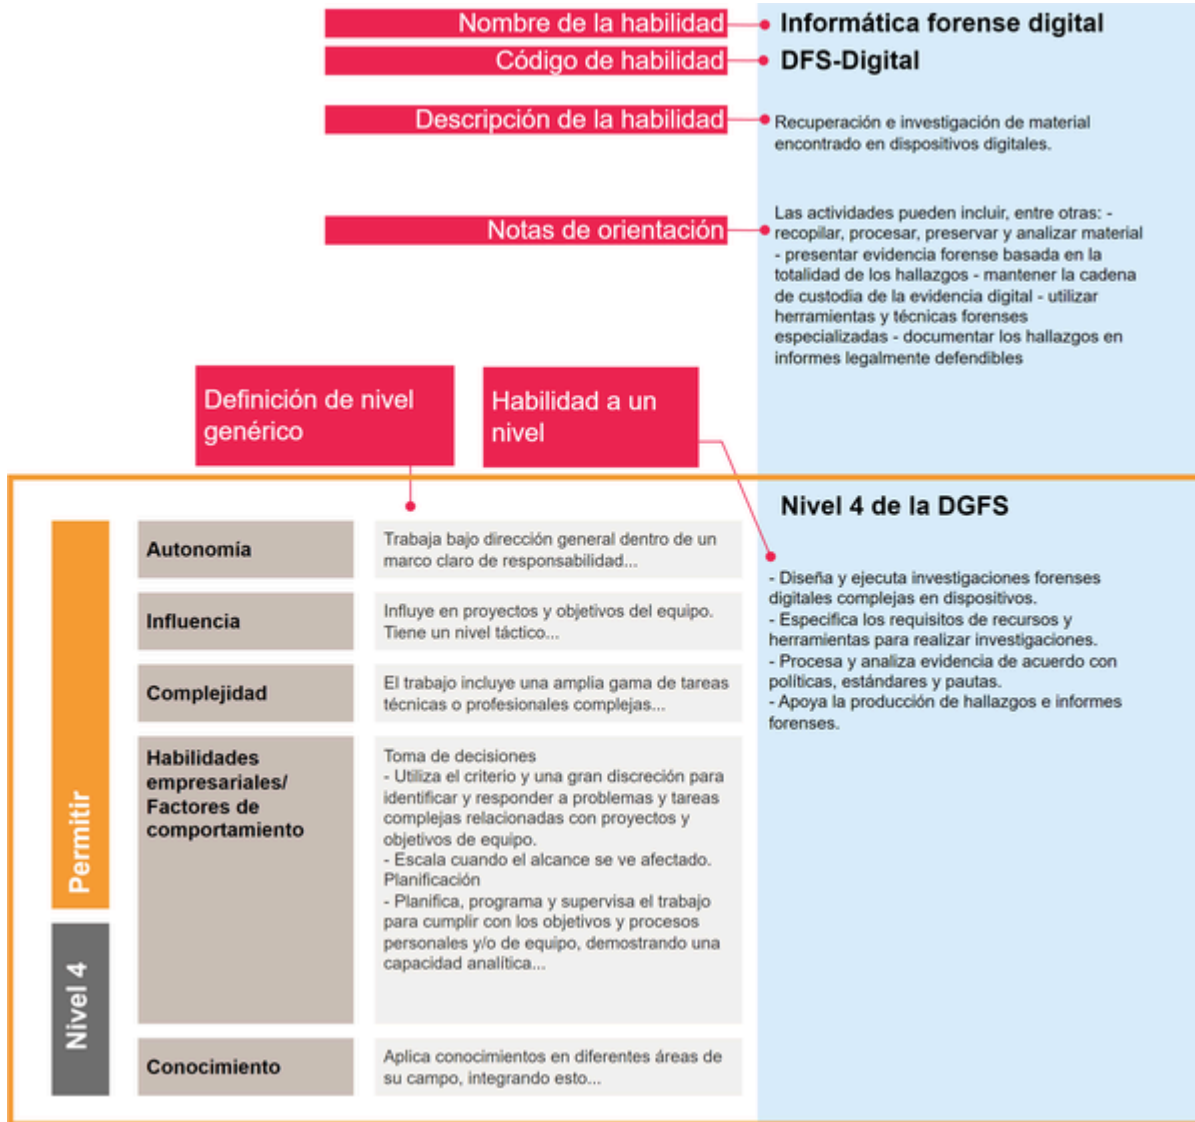 Nombre de la habilidad
Informática forense digital
Código de habilidad
DFS-Digital
Descripción de la habilidad
Recuperación e investigación de material
encontrado en dispositivos digitales.
Notas de orientación
Las actividades pueden incluir, entre otras: -
recopilar, procesar, preservar y analizar material
- presentar evidencia forense basada en la
totalidad de los hallazgos - mantener la cadena
de custodia de la evidencia digital - utilizar
herramientas y técnicas forenses
especializadas - documentar los hallazgos en
informes legalmente defendibles
Definición de nivel
genérico
Habilidad a un
nivel
Permitir
Nivel 4
Autonomía
Trabaja bajo dirección general dentro de un
marco claro de responsabilidad...
Influencia
Influye en proyectos y objetivos del equipo.
Tiene un nivel táctico...
Complejidad
El trabajo incluye una amplia gama de tareas
técnicas o profesionales complejas...
Habilidades
empresariales/
Factores de
comportamiento
Toma de decisiones
- Utiliza el criterio y una gran discreción para
identificar y responder a problemas y tareas
complejas relacionadas con proyectos y
objetivos de equipo.
- Escala cuando el alcance se ve afectado.
Planificación
- Planifica, programa y supervisa el trabajo
para cumplir con los objetivos y procesos
personales y/o de equipo, demostrando una
capacidad analítica...
Conocimiento
Aplica conocimientos en diferentes áreas de
su campo, integrando esto...
Nivel 4 de la DGFS
- Diseña y ejecuta investigaciones forenses
digitales complejas en dispositivos.
- Especifica los requisitos de recursos y
herramientas para realizar investigaciones.
- Procesa y analiza evidencia de acuerdo con
políticas, estándares y pautas.
- Apoya la producción de hallazgos e informes
forenses.